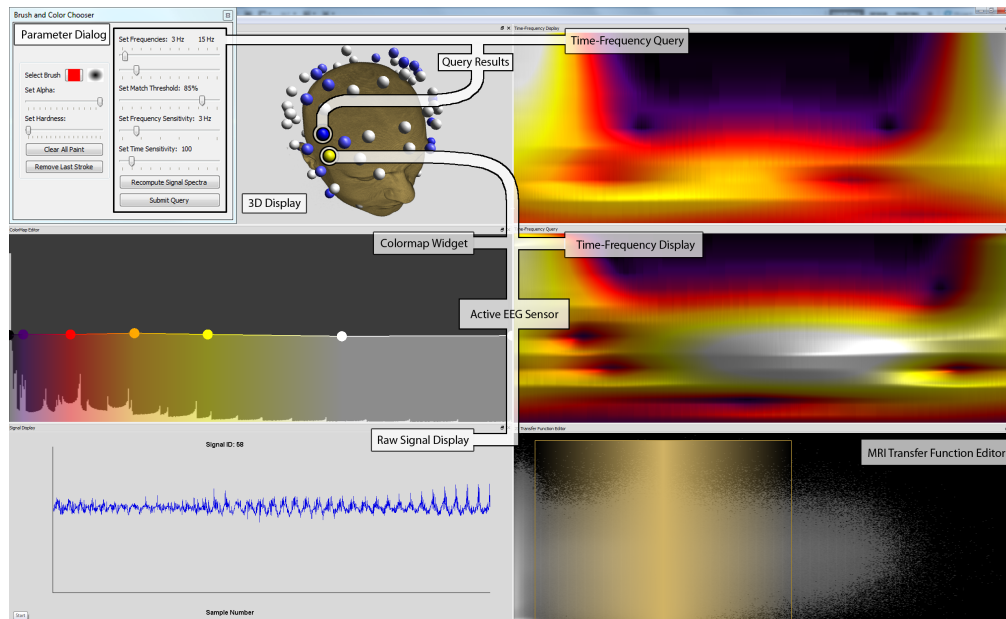 Brush and Color Chooser
Parameter Dialog
Set Frequencies: 3 Hz 15 Hz
Select Brush
Set Alpha:
Set Match Threshold: 85%
Set Hardness:
Set Frequency Sensitivity: 3 Hz
Clear All Paint
Set Time Sensitivity: 100
Remove Last Stroke
Recompute Signal Spectra
Submit Query
Query Results
3D Display
Time-Frequency Display
Time-Frequency Query
ColorMap Editor
Colormap Widget
Time-Frequency Query
Time-Frequency Display
Active EEG Sensor
Signal Display
Raw Signal Display
Signal ID: 58
Sample Number
Start
Transfer Function Editor
MRI Transfer Function Editor